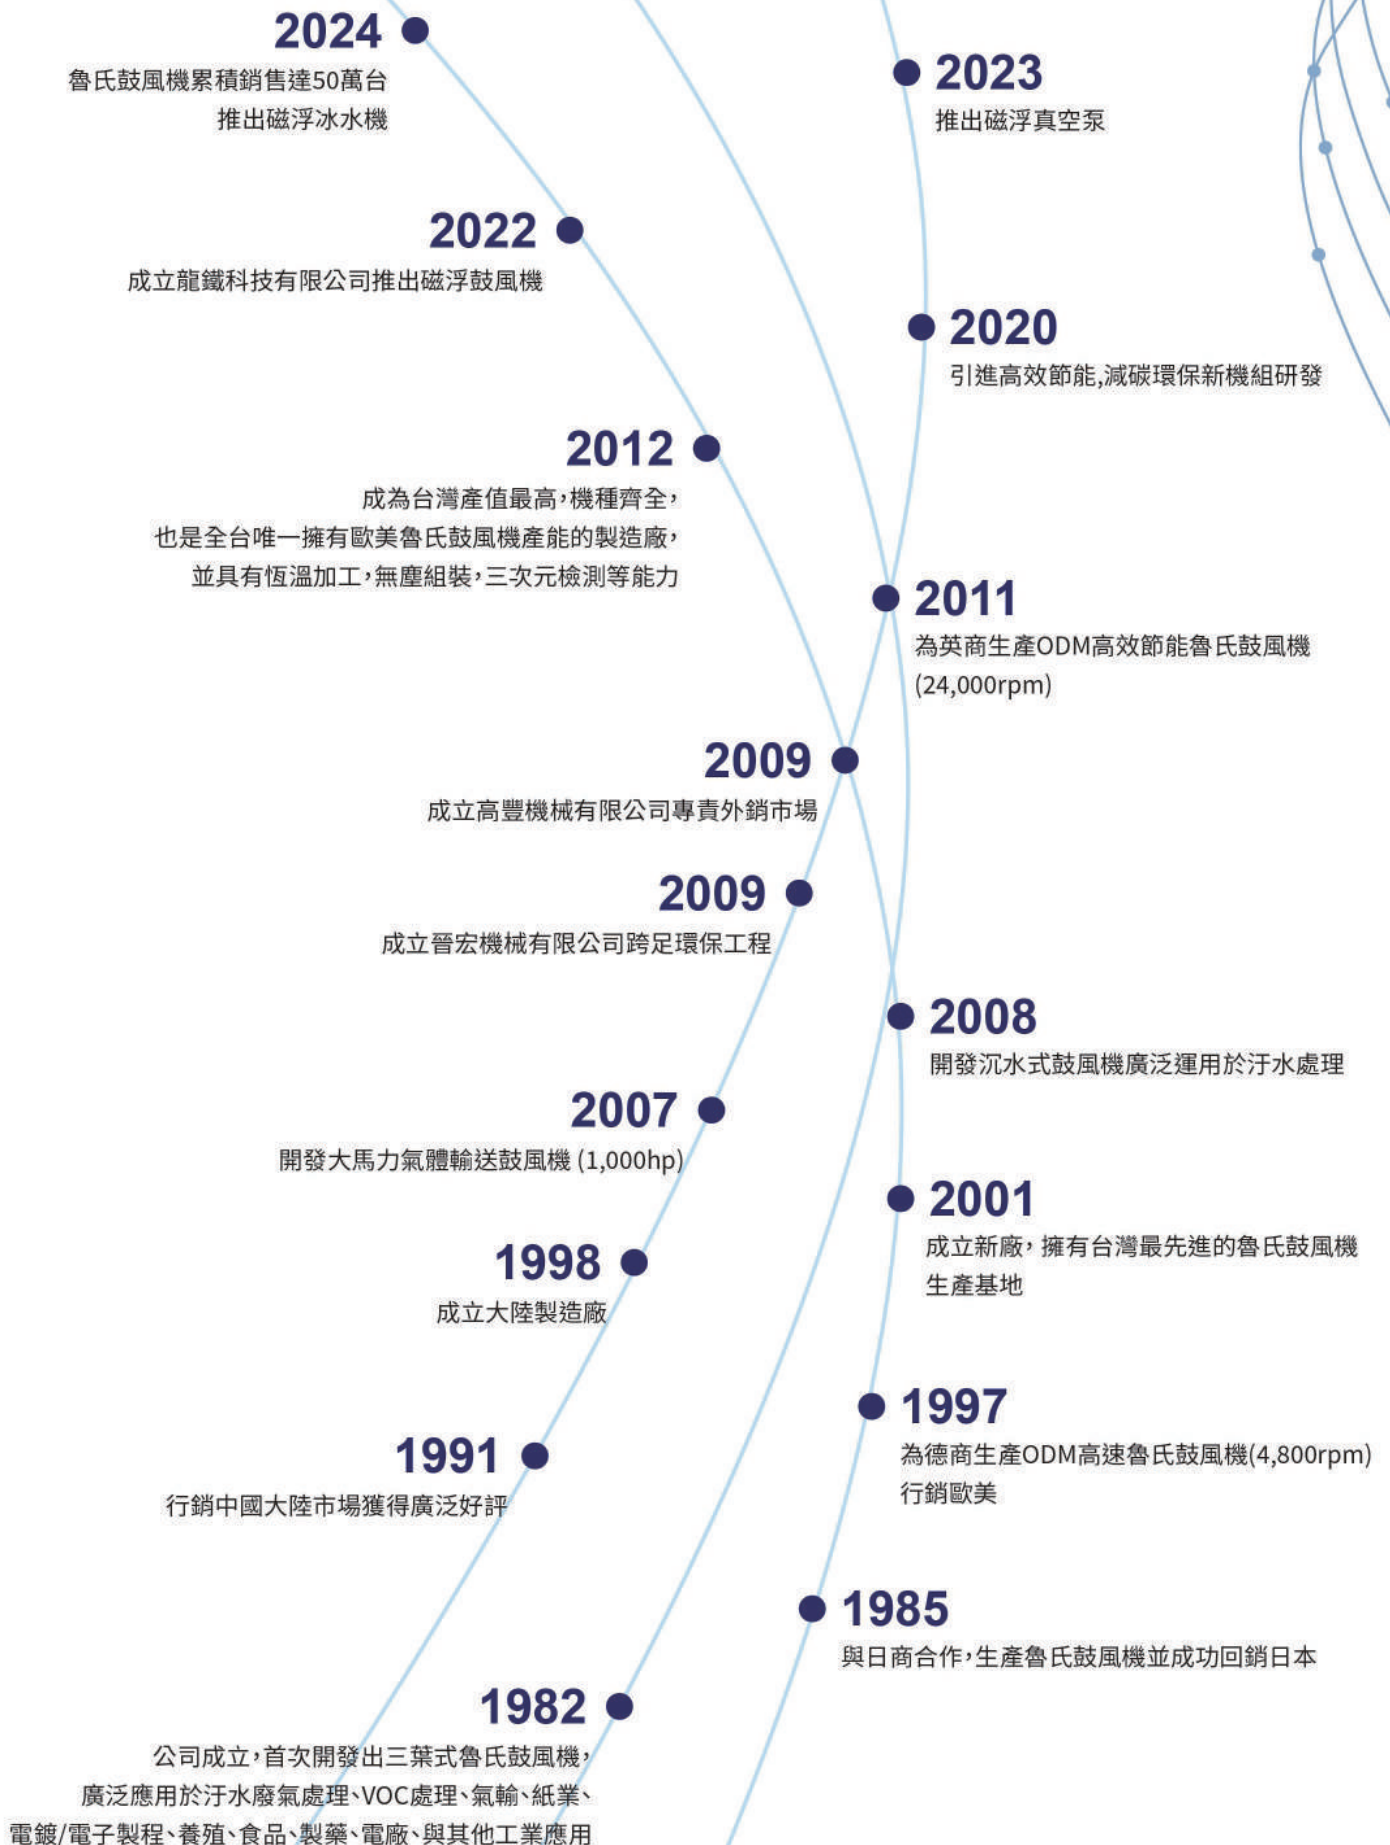 2024
魯氏鼓風機累積銷售達50萬台
推出磁浮冰水機
2023
推出磁浮真空泵
2022
成立龍鐵科技有限公司推出磁浮鼓風機
2020
引進高效節能,減碳環保新機組研發
2012
成為台灣產值最高,機種齊全,
也是全台唯一擁有歐美魯氏鼓風機產能的製造廠,
並具有恆溫加工,無塵組裝,三次元檢測等能力
2011
為英商生產ODM高效節能魯氏鼓風機
(24,000rpm)
2009
成立高豐機械有限公司專責外銷市場
2009
成立晉宏機械有限公司跨足環保工程
2008
開發沉水式鼓風機廣泛運用於汙水處理
2007
開發大馬力氣體輸送鼓風機 (1,000hp)
2001
成立新廠, 擁有台灣最先進的魯氏鼓風機
生產基地
1998
成立大陸製造廠
1997
為德商生產ODM高速魯氏鼓風機(4,800rpm)
行銷歐美
1991
行銷中國大陸市場獲得廣泛好評
1985
與日商合作,生產魯氏鼓風機並成功回銷日本
1982
公司成立,首次開發出三葉式魯氏鼓風機,
廣泛應用於汙水廢氣處理、VOC處理、氣輸、紙業、
電鍍/電子製程、養殖、食品、製藥、電廠、與其他工業應用